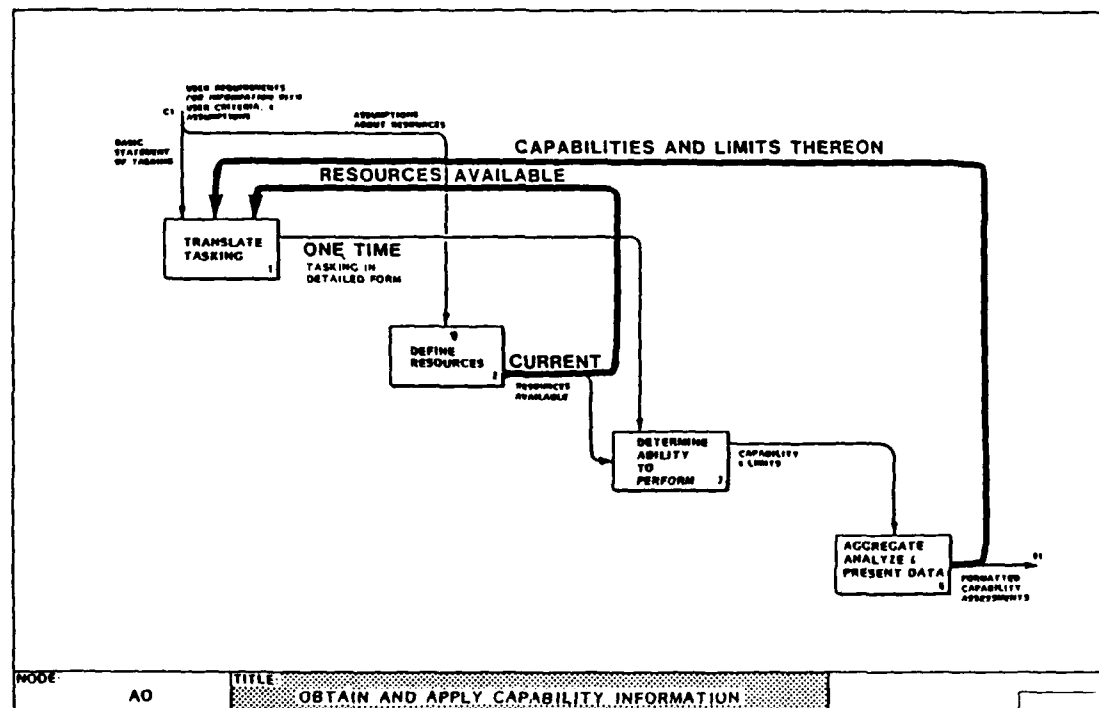 USER REQUIREMENTS
FOR INFORMATION WITH
USER CRITERIA, &
ASSUMPTIONS
C1
ASSUMPTIONS
ABOUT RESOURCES
BASIC
STATEMENT
OF TASKING
CAPABILITIES AND LIMITS THEREON
RESOURCES AVAILABLE
TRANSLATE
TASKING
1
ONE TIME
TASKING IN
DETAILED FORM
DEFINE
RESOURCES
2
CURRENT
RESOURCES
AVAILABLE
DETERMINE
ABILITY
TO
PERFORM
3
CAPABILITY
& LIMITS
AGGREGATE
ANALYZE &
PRESENT DATA
O1
FORMATTED
CAPABILITY
ASSESSMENTS
NODE:
A0
TITLE:
OBTAIN AND APPLY CAPABILITY INFORMATION